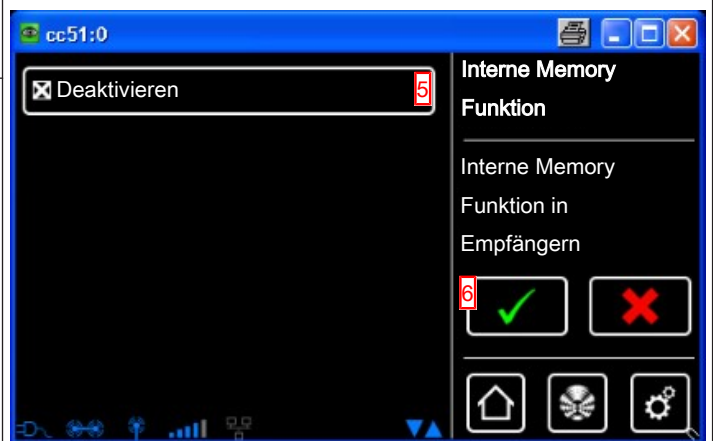 cc51:0
Deaktivieren 5
Interne Memory
Funktion
Interne Memory
Funktion in
Empfängern
6